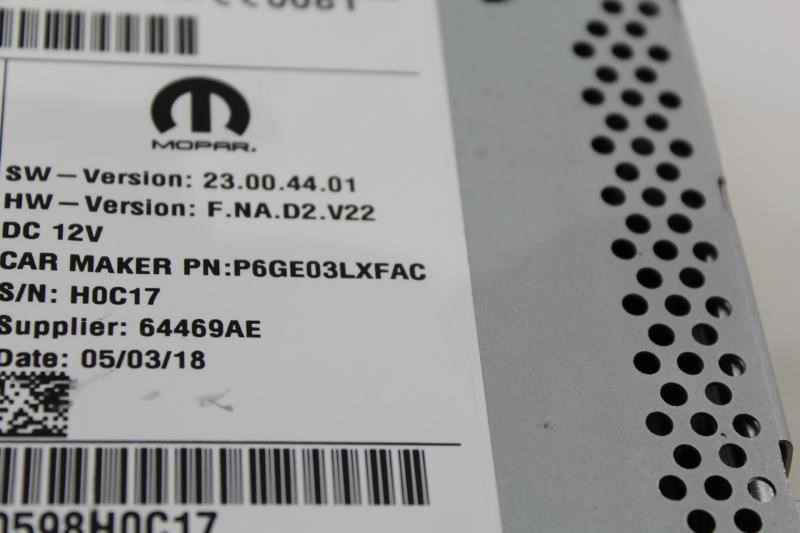 MOPAR.
SW-Version: 23.00.44.01
HW-Version: F.NA.D2.V22
DC 12V
CAR MAKER PN:P6GE03LXFAC
S/N: H0C17
Supplier: 64469AE
Date: 05/03/18
0598H0C17